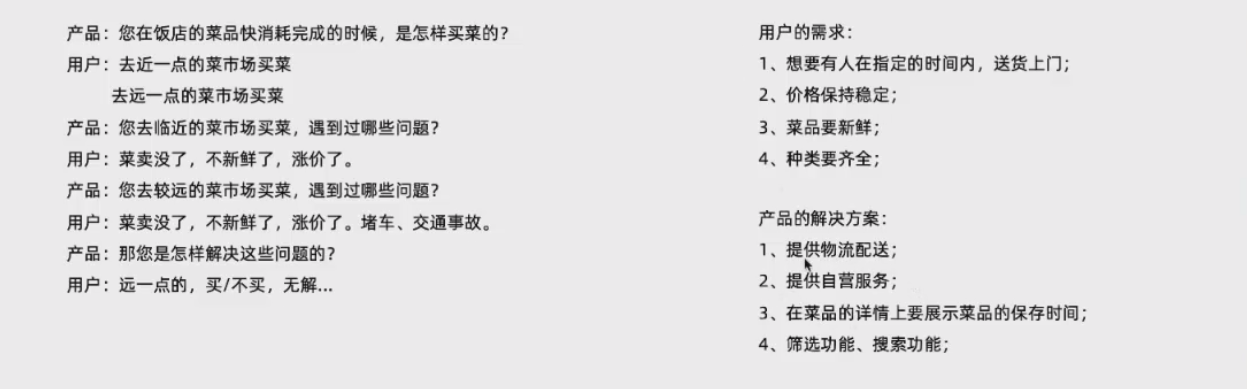 产品：您在饭店的菜品快消耗完成的时候，是怎样买菜的？
用户：去近一点的菜市场买菜
去远一点的菜市场买菜
产品：您去临近的菜市场买菜，遇到过哪些问题？
用户：菜卖没了，不新鲜了，涨价了。
产品：您去较远的菜市场买菜，遇到过哪些问题？
用户：菜卖没了，不新鲜了，涨价了。堵车、交通事故。
产品：那您是怎样解决这些问题的？
用户：远一点的，买/不买，无解...
用户的需求：
1、想要有人在指定的时间内，送货上门；
2、价格保持稳定；
3、菜品要新鲜；
4、种类要齐全；
产品的解决方案：
1、提供物流配送；
2、提供自营服务；
3、在菜品的详情上要展示菜品的保存时间；
4、筛选功能、搜索功能；